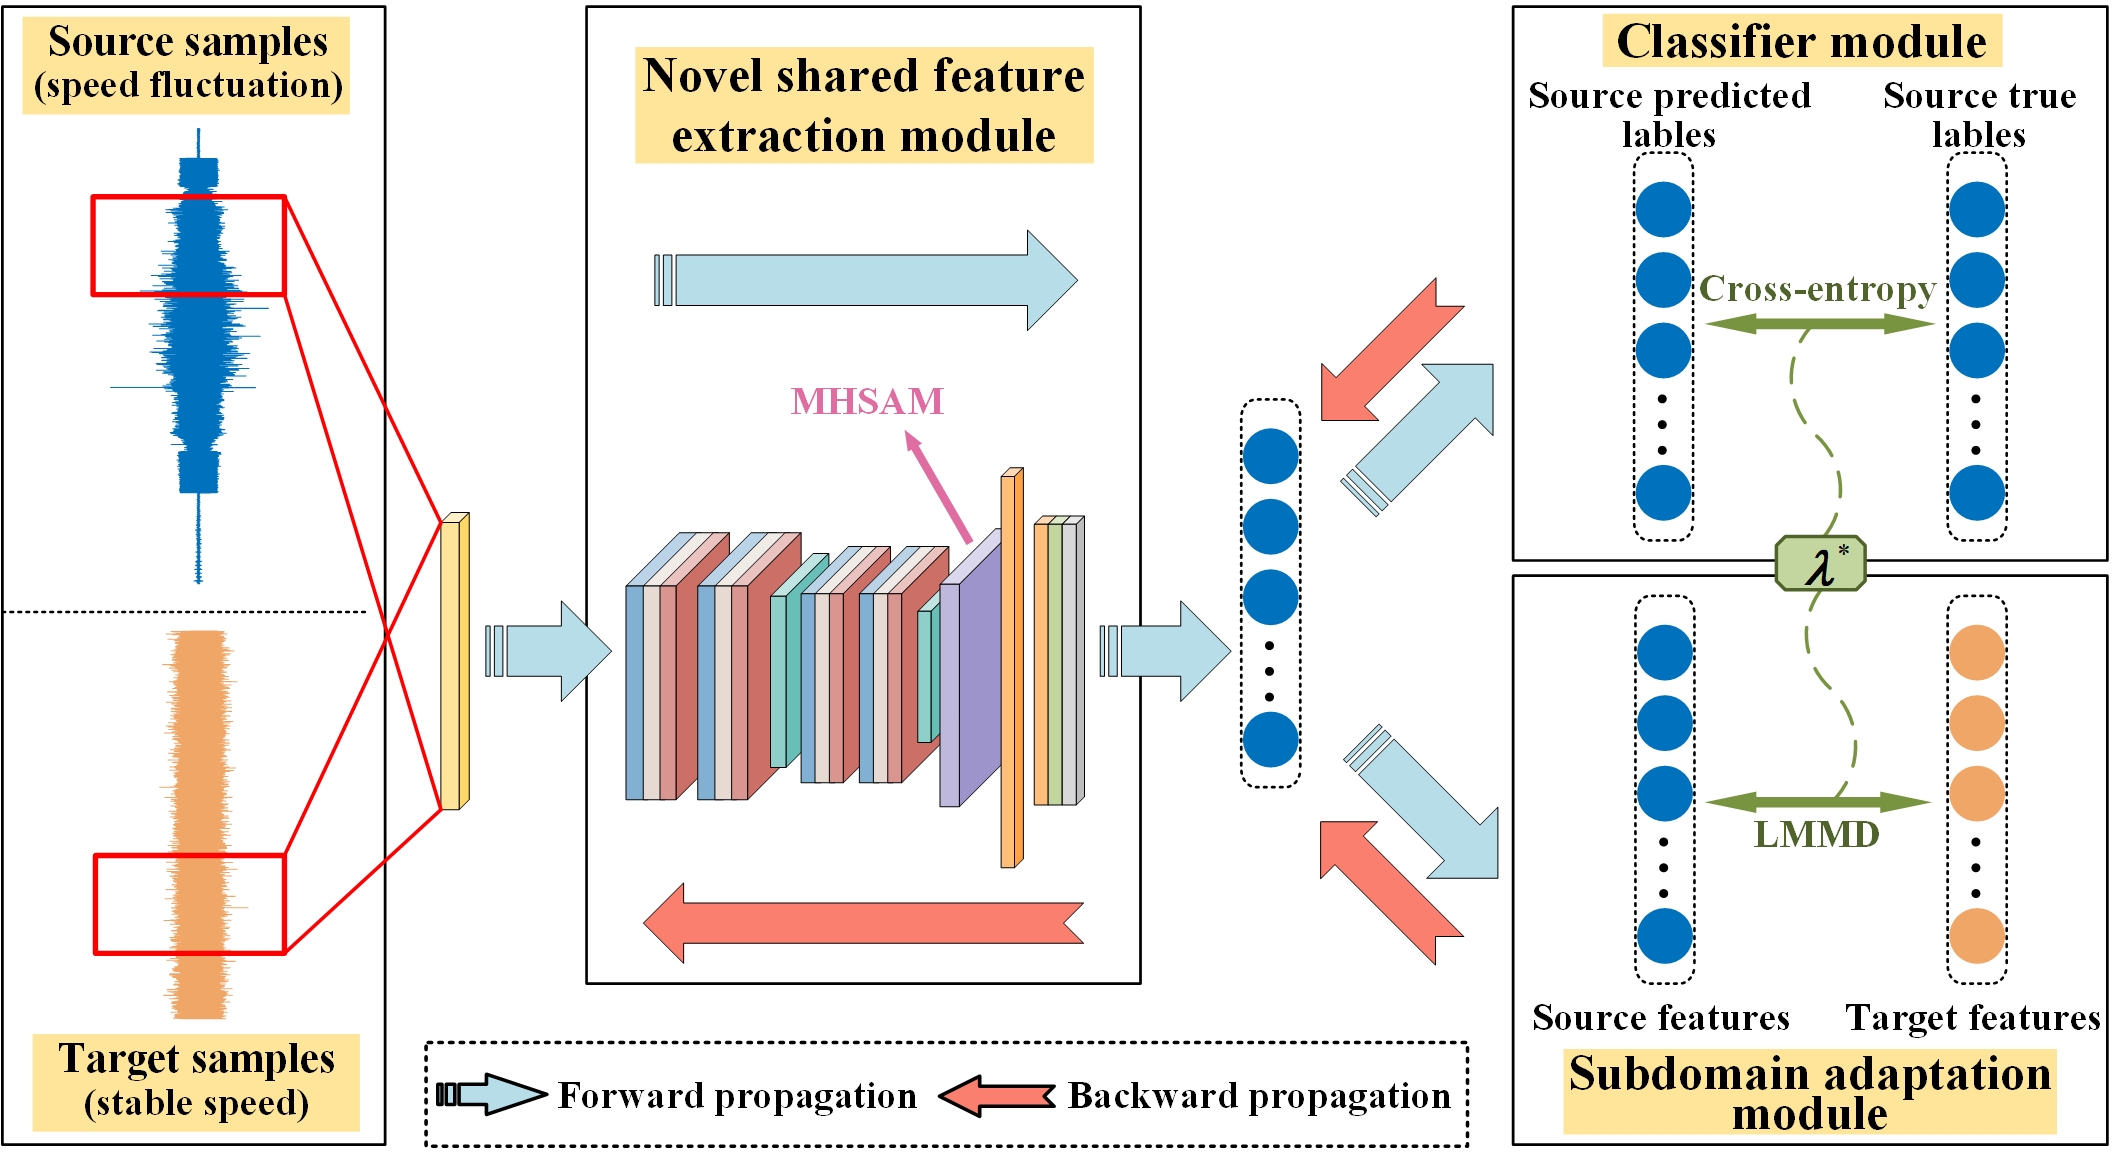 Source samples
(speed fluctuation)
Target samples
(stable speed)
Novel shared feature
extraction module
MHSAM
Classifier module
Source predicted
lables
Source true
lables
Cross-entropy
λ*
LMMD
Source features
Target features
Subdomain adaptation
module
Forward propagation
Backward propagation